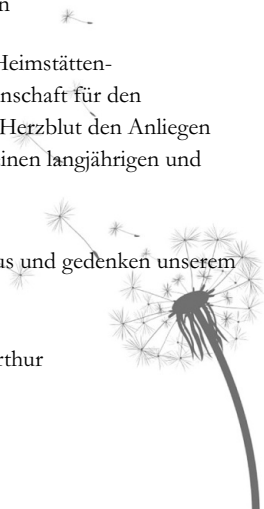 n
Heimstätten-
nschaft für den
Herzblut den Anliegen
inen langjährigen und
us und gedenken unserem
rthur